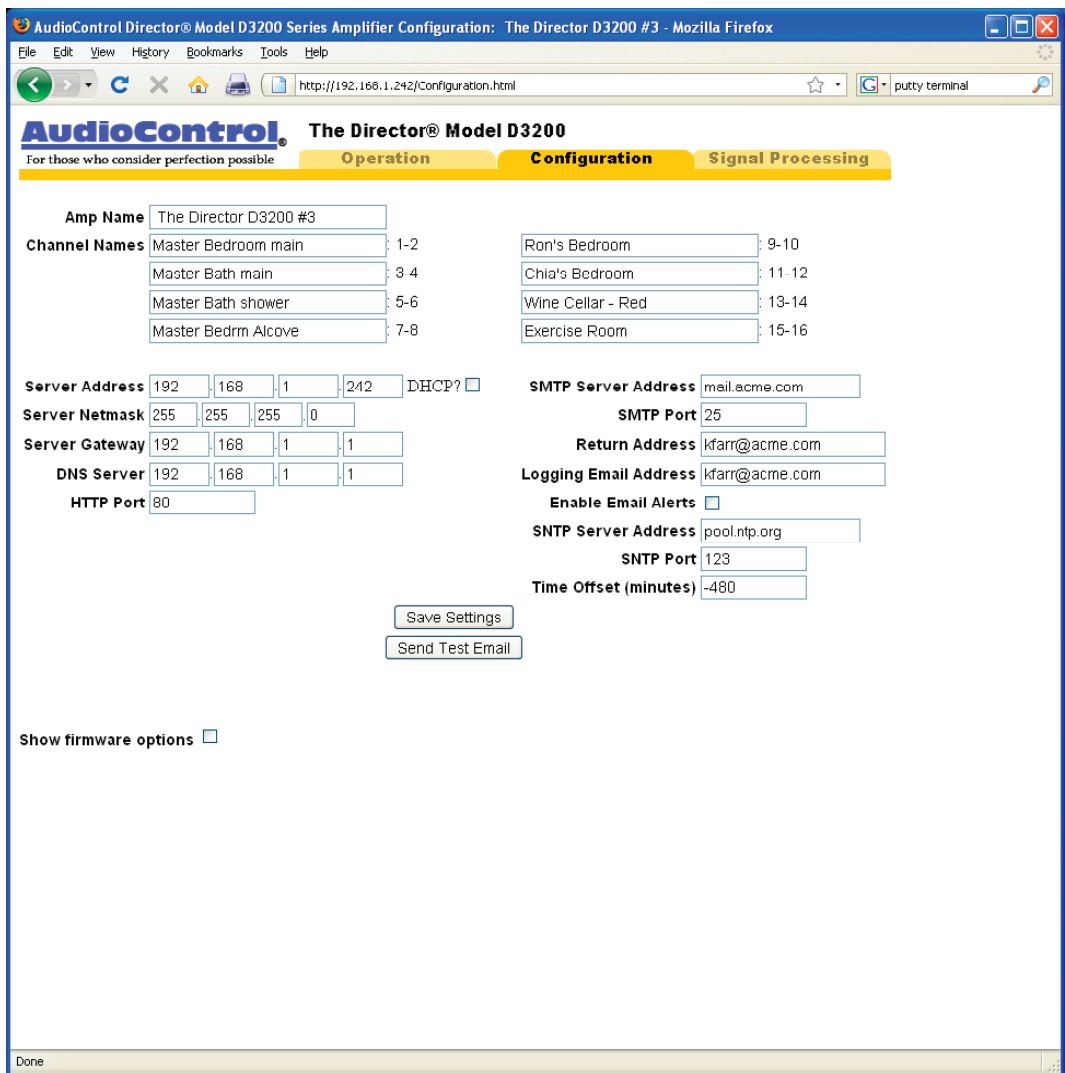 AudioControl Director® Model D3200 Series Amplifier Configuration: The Director D3200 #3 - Mozilla Firefox
File Edit View History Bookmarks Tools Help
http://192.168.1.242/Configuration.html
G putty terminal
AudioControl®
The Director® Model D3200
For those who consider perfection possible
Operation Configuration Signal Processing
Amp Name The Director D3200 #3
Channel Names Master Bedroom main : 1-2 Ron's Bedroom : 9-10
Master Bath main : 3-4 Chia's Bedroom : 11-12
Master Bath shower : 5-6 Wine Cellar - Red : 13-14
Master Bedrm Alcove : 7-8 Exercise Room : 15-16
Server Address 192 . 168 . 1 . 242 DHCP?
Server Netmask 255 . 255 . 255 . 0
Server Gateway 192 . 168 . 1 . 1
DNS Server 192 . 168 . 1 . 1
HTTP Port 80
SMTP Server Address mail.acme.com
SMTP Port 25
Return Address kfarr@acme.com
Logging Email Address kfarr@acme.com
Enable Email Alerts
SNTP Server Address pool.ntp.org
SNTP Port 123
Time Offset (minutes) -480
Save Settings
Send Test Email
Show firmware options
Done